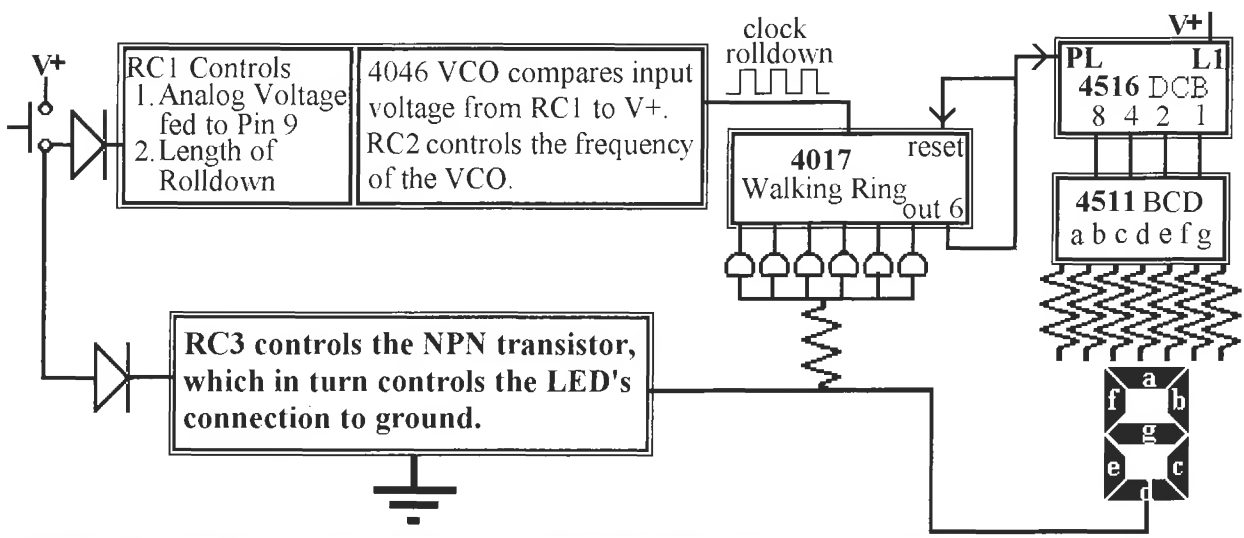 V+
RC1 Controls
1. Analog Voltage
fed to Pin 9
2. Length of
Rolldown
4046 VCO compares input
voltage from RC1 to V+.
RC2 controls the frequency
of the VCO.
clock
rolldown
4017 reset
Walking Ring
out 6
V+
PL L1
4516 DCB
8 4 2 1
4511 BCD
a b c d e f g
RC3 controls the NPN transistor,
which in turn controls the LED's
connection to ground.
a
f b
g
e c
d